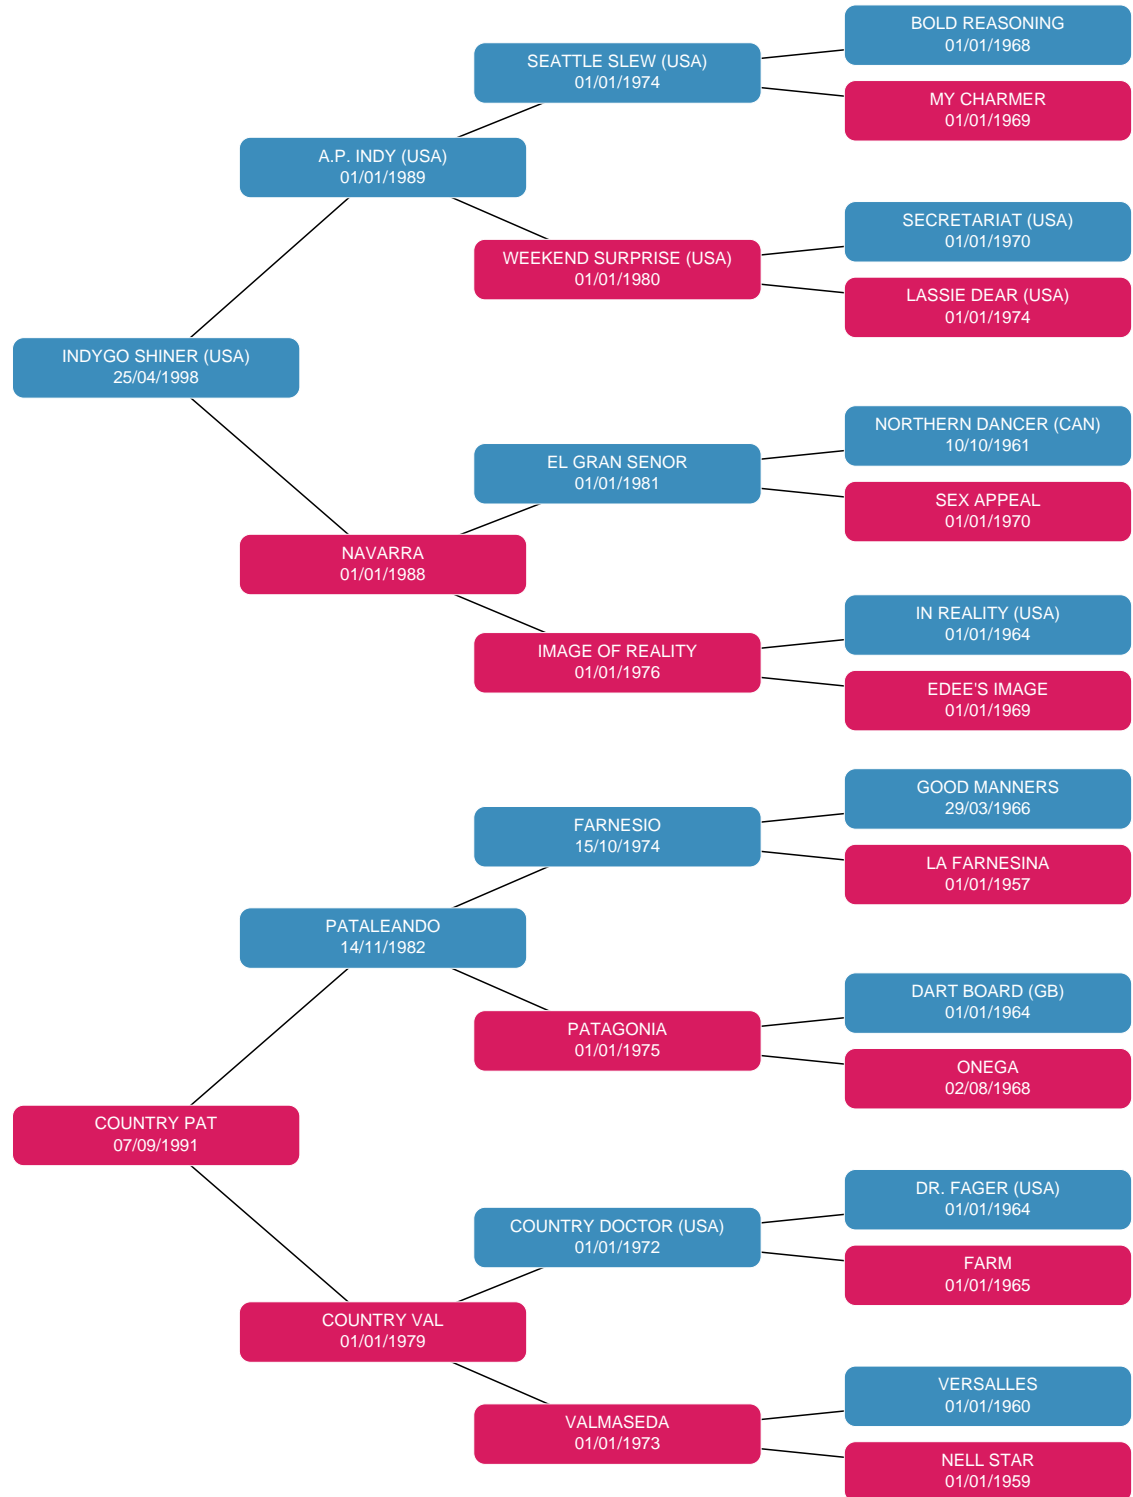 BOLD REASONING
01/01/1968
SEATTLE SLEW (USA)
01/01/1974
MY CHARMER
01/01/1969
A.P. INDY (USA)
01/01/1989
SECRETARIAT (USA)
01/01/1970
WEEKEND SURPRISE (USA)
01/01/1980
LASSIE DEAR (USA)
01/01/1974
INDYGO SHINER (USA)
25/04/1998
NORTHERN DANCER (CAN)
10/10/1961
EL GRAN SENOR
01/01/1981
SEX APPEAL
01/01/1970
NAVARRA
01/01/1988
IN REALITY (USA)
01/01/1964
IMAGE OF REALITY
01/01/1976
EDEE'S IMAGE
01/01/1969
GOOD MANNERS
29/03/1966
FARNESIO
15/10/1974
LA FARNESINA
01/01/1957
PATALEANDO
14/11/1982
DART BOARD (GB)
01/01/1964
PATAGONIA
01/01/1975
ONEGA
02/08/1968
COUNTRY PAT
07/09/1991
DR. FAGER (USA)
01/01/1964
COUNTRY DOCTOR (USA)
01/01/1972
FARM
01/01/1965
COUNTRY VAL
01/01/1979
VERSALLES
01/01/1960
VALMASEDA
01/01/1973
NELL STAR
01/01/1959